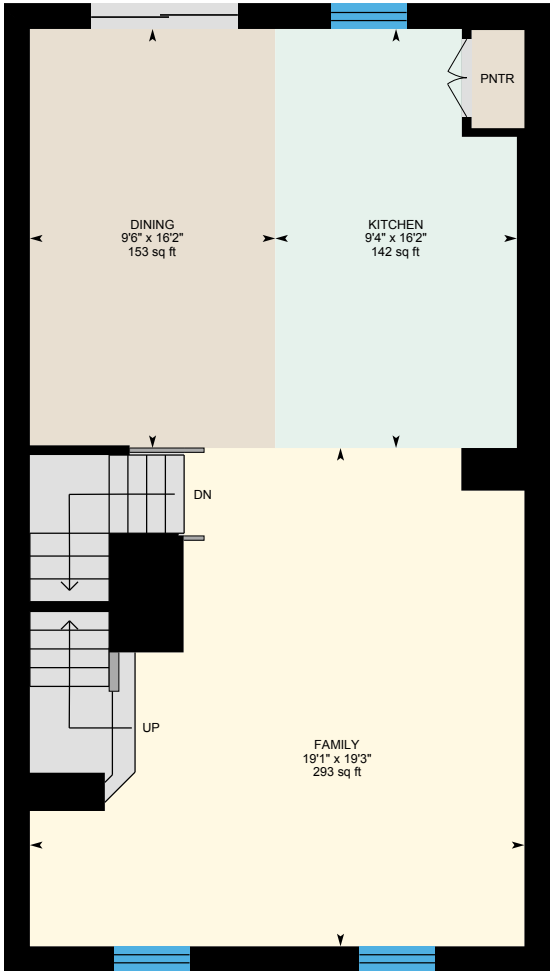 PNTR
DINING
9'6" x 16'2"
153 sq ft
KITCHEN
9'4" x 16'2"
142 sq ft
DN
UP
FAMILY
19'1" x 19'3"
293 sq ft